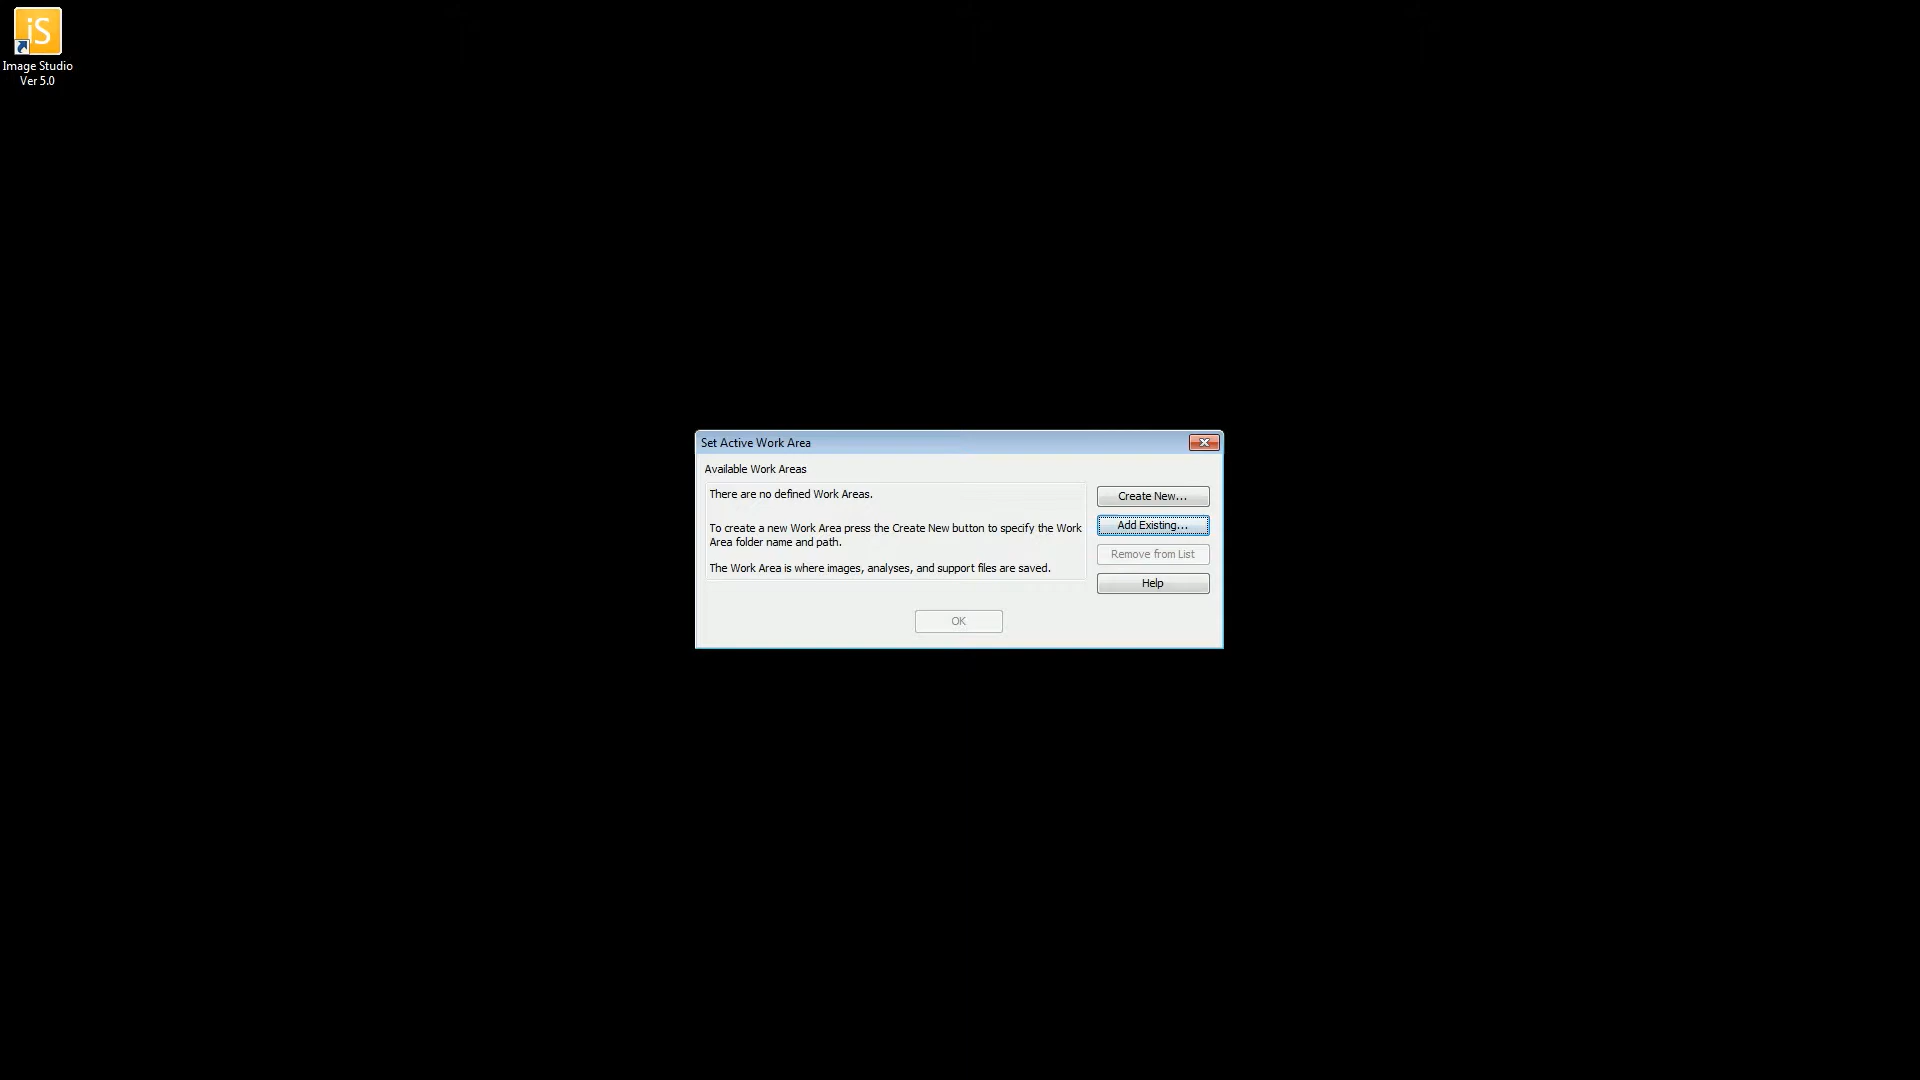 iS
Image Studio
Ver 5.0
Set Active Work Area
Available Work Areas
There are no defined Work Areas.
To create a new Work Area press the Create New button to specify the Work
Area folder name and path.
The Work Area is where images, analyses, and support files are saved.
Create New...
Add Existing...
Remove from List
Help
OK